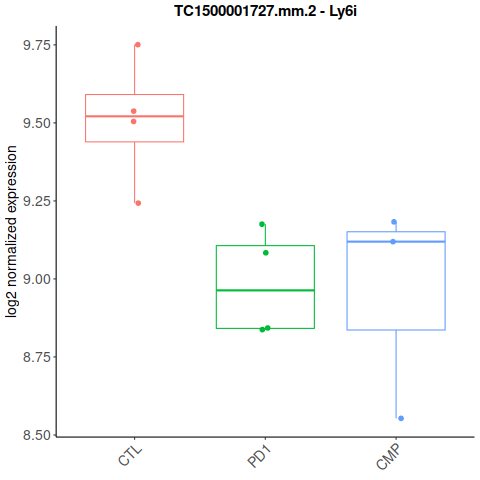 TC1500001727.mm.2 - Ly6i
log2 normalized expression
9.75
9.50
9.25
9.00
8.75
8.50
CTL
PD1
CMP